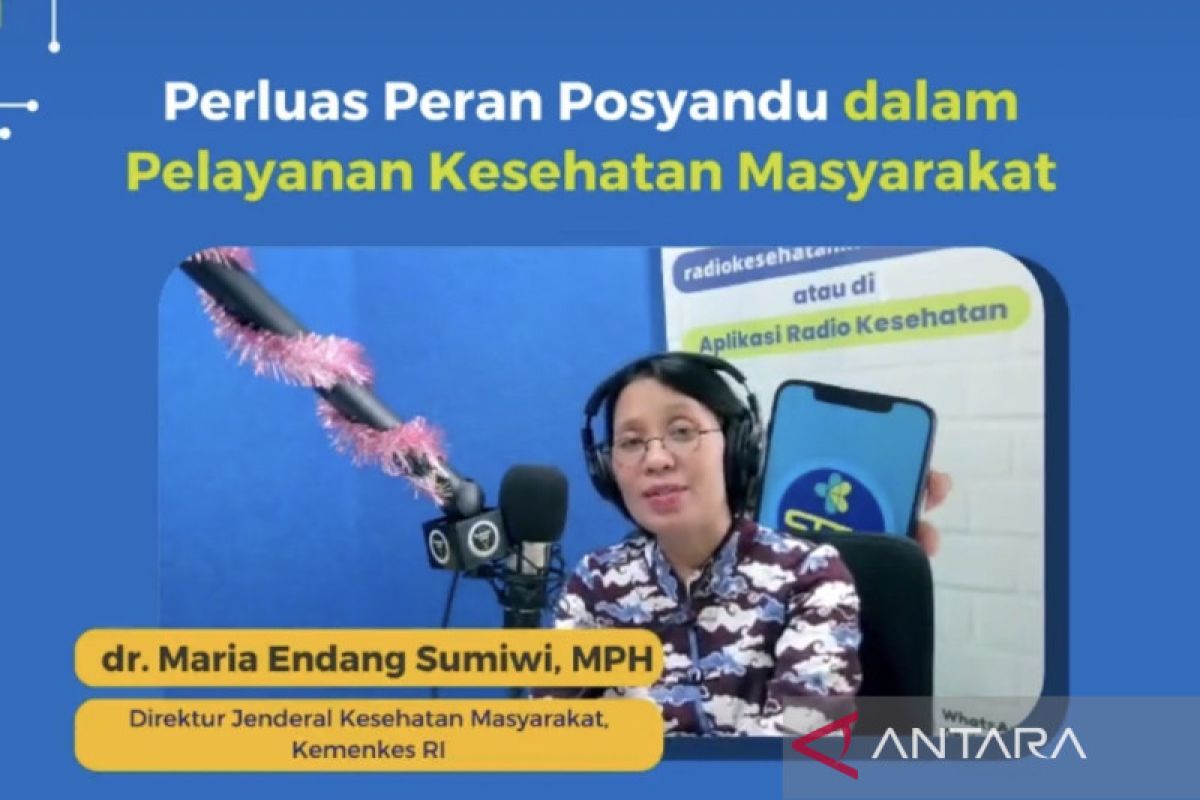 Perluas Peran Posyandu dalam
Pelayanan Kesehatan Masyarakat
atau di
Aplikasi Radio Kesehatan
dr. Maria Endang Sumiwi, MPH
Direktur Jenderal Kesehatan Masyarakat,
Kemenkes RI
ANTARA